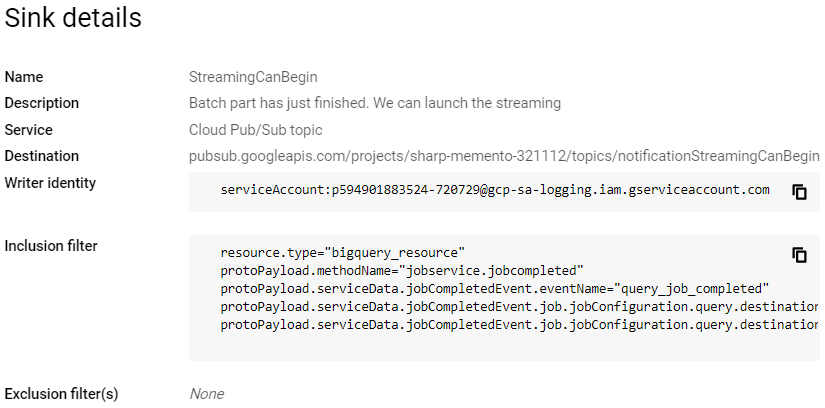 Sink details
Name StreamingCanBegin
Description Batch part has just finished. We can launch the streaming
Service Cloud Pub/Sub topic
Destination pubsub.googleapis.com/projects/sharp-memento-321112/topics/notificationStreamingCanBegin
Writer identity serviceAccount:p594901883524-720729@gcp-sa-logging.iam.gserviceaccount.com
Inclusion filter resource.type="bigquery_resource"
protoPayload.methodName="jobservice.jobcompleted"
protoPayload.serviceData.jobCompletedEvent.eventName="query_job_completed"
protoPayload.serviceData.jobCompletedEvent.job.jobConfiguration.query.destination
protoPayload.serviceData.jobCompletedEvent.job.jobConfiguration.query.destination
Exclusion filter(s) None